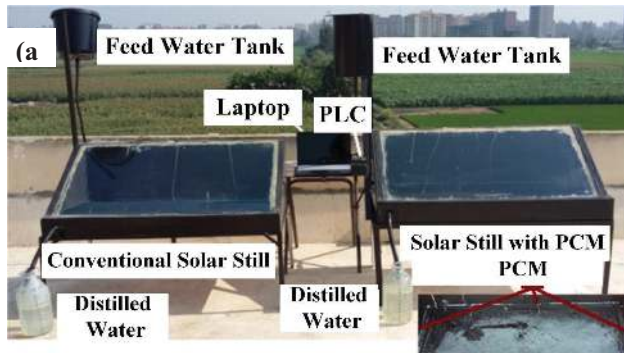 (a
Feed Water Tank
Feed Water Tank
Laptop
PLC
Conventional Solar Still
Solar Still with PCM
PCM
Distilled
Water
Distilled
Water